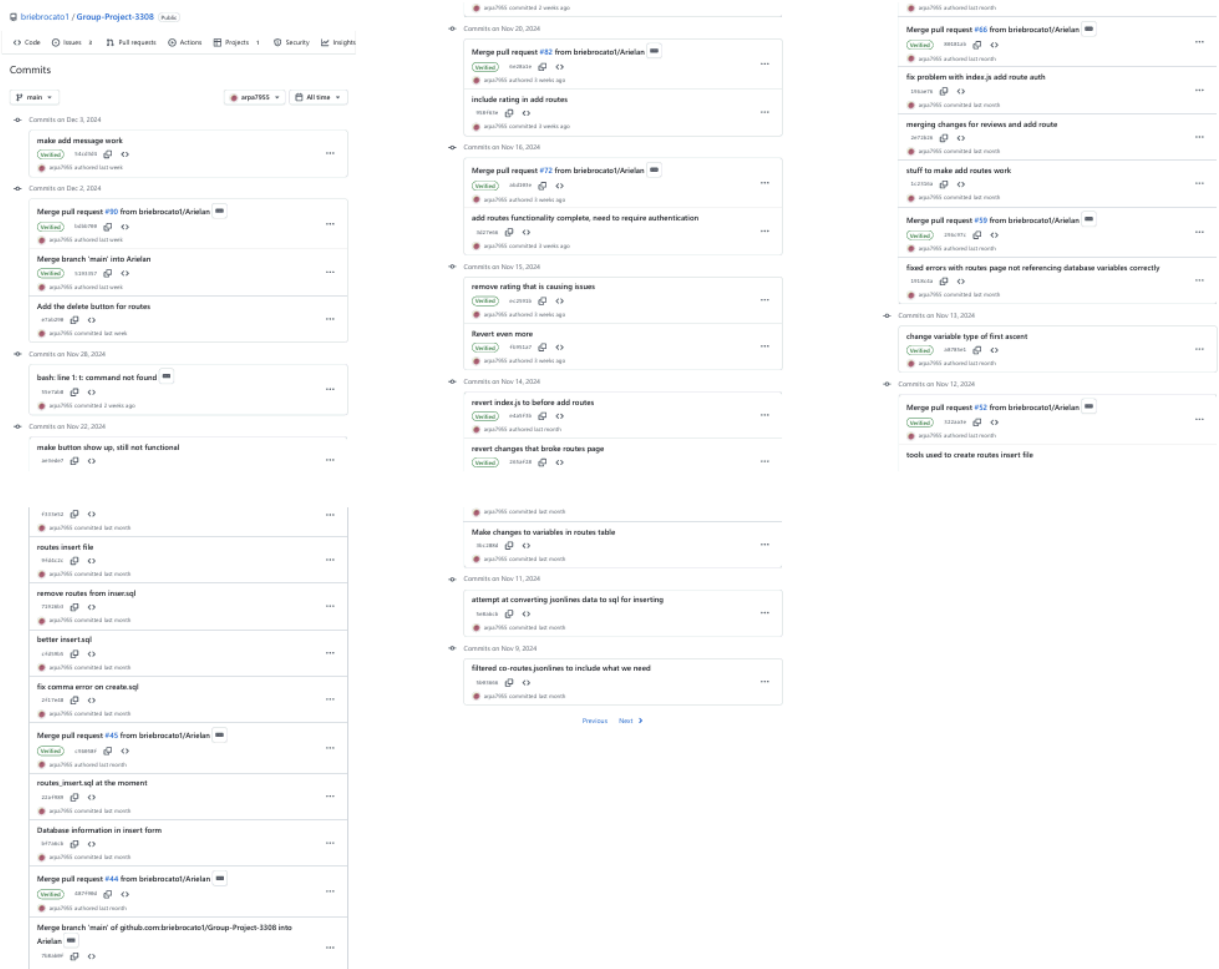 briebrocato1 / Group-Project-3308 Public
Code Issues 3 Pull requests Actions Projects 1 Security Insights
Commits
main arpa7955 All time
Commits on Dec 3, 2024
make add message work
Verified
arpa7955 authored last week
Commits on Dec 2, 2024
Merge pull request #90 from briebrocato1/Arielan
Verified
arpa7955 authored last week
Merge branch 'main' into Arielan
Verified
arpa7955 authored last week
Add the delete button for routes
arpa7955 committed last week
Commits on Nov 28, 2024
bash: line 1: t: command not found
arpa7955 committed 2 weeks ago
Commits on Nov 22, 2024
make button show up, still not functional
arpa7955 committed 2 weeks ago
Commits on Nov 20, 2024
Merge pull request #82 from briebrocato1/Arielan
Verified
arpa7955 authored 3 weeks ago
include rating in add routes
arpa7955 committed 3 weeks ago
Commits on Nov 16, 2024
Merge pull request #72 from briebrocato1/Arielan
Verified
arpa7955 authored 3 weeks ago
add routes functionality complete, need to require authentication
arpa7955 committed 3 weeks ago
Commits on Nov 15, 2024
remove rating that is causing issues
Verified
arpa7955 authored 3 weeks ago
Revert even more
Verified
arpa7955 authored 3 weeks ago
Commits on Nov 14, 2024
revert index.js to before add routes
Verified
arpa7955 authored last month
revert changes that broke routes page
Verified
arpa7955 authored last month
Merge pull request #66 from briebrocato1/Arielan
Verified
arpa7955 authored last month
fix problem with index.js add route auth
arpa7955 committed last month
merging changes for reviews and add route
arpa7955 committed last month
stuff to make add routes work
arpa7955 committed last month
Merge pull request #59 from briebrocato1/Arielan
Verified
arpa7955 authored last month
fixed errors with routes page not referencing database variables correctly
arpa7955 committed last month
Commits on Nov 13, 2024
change variable type of first ascent
Verified
arpa7955 authored last month
Commits on Nov 12, 2024
Merge pull request #52 from briebrocato1/Arielan
Verified
arpa7955 authored last month
tools used to create routes insert file
arpa7955 committed last month
routes insert file
arpa7955 committed last month
remove routes from inser.sql
arpa7955 committed last month
better insert.sql
arpa7955 committed last month
fix comma error on create.sql
arpa7955 committed last month
Merge pull request #45 from briebrocato1/Arielan
Verified
arpa7955 authored last month
routes_insert.sql at the moment
arpa7955 committed last month
Database information in insert form
arpa7955 committed last month
Merge pull request #44 from briebrocato1/Arielan
Verified
arpa7955 authored last month
Merge branch 'main' of github.com:briebrocato1/Group-Project-3308 into
Arielan
arpa7955 committed last month
Make changes to variables in routes table
arpa7955 committed last month
Commits on Nov 11, 2024
attempt at converting jsonlines data to sql for inserting
arpa7955 committed last month
Commits on Nov 9, 2024
filtered co-routes.jsonlines to include what we need
arpa7955 committed last month
Previous Next